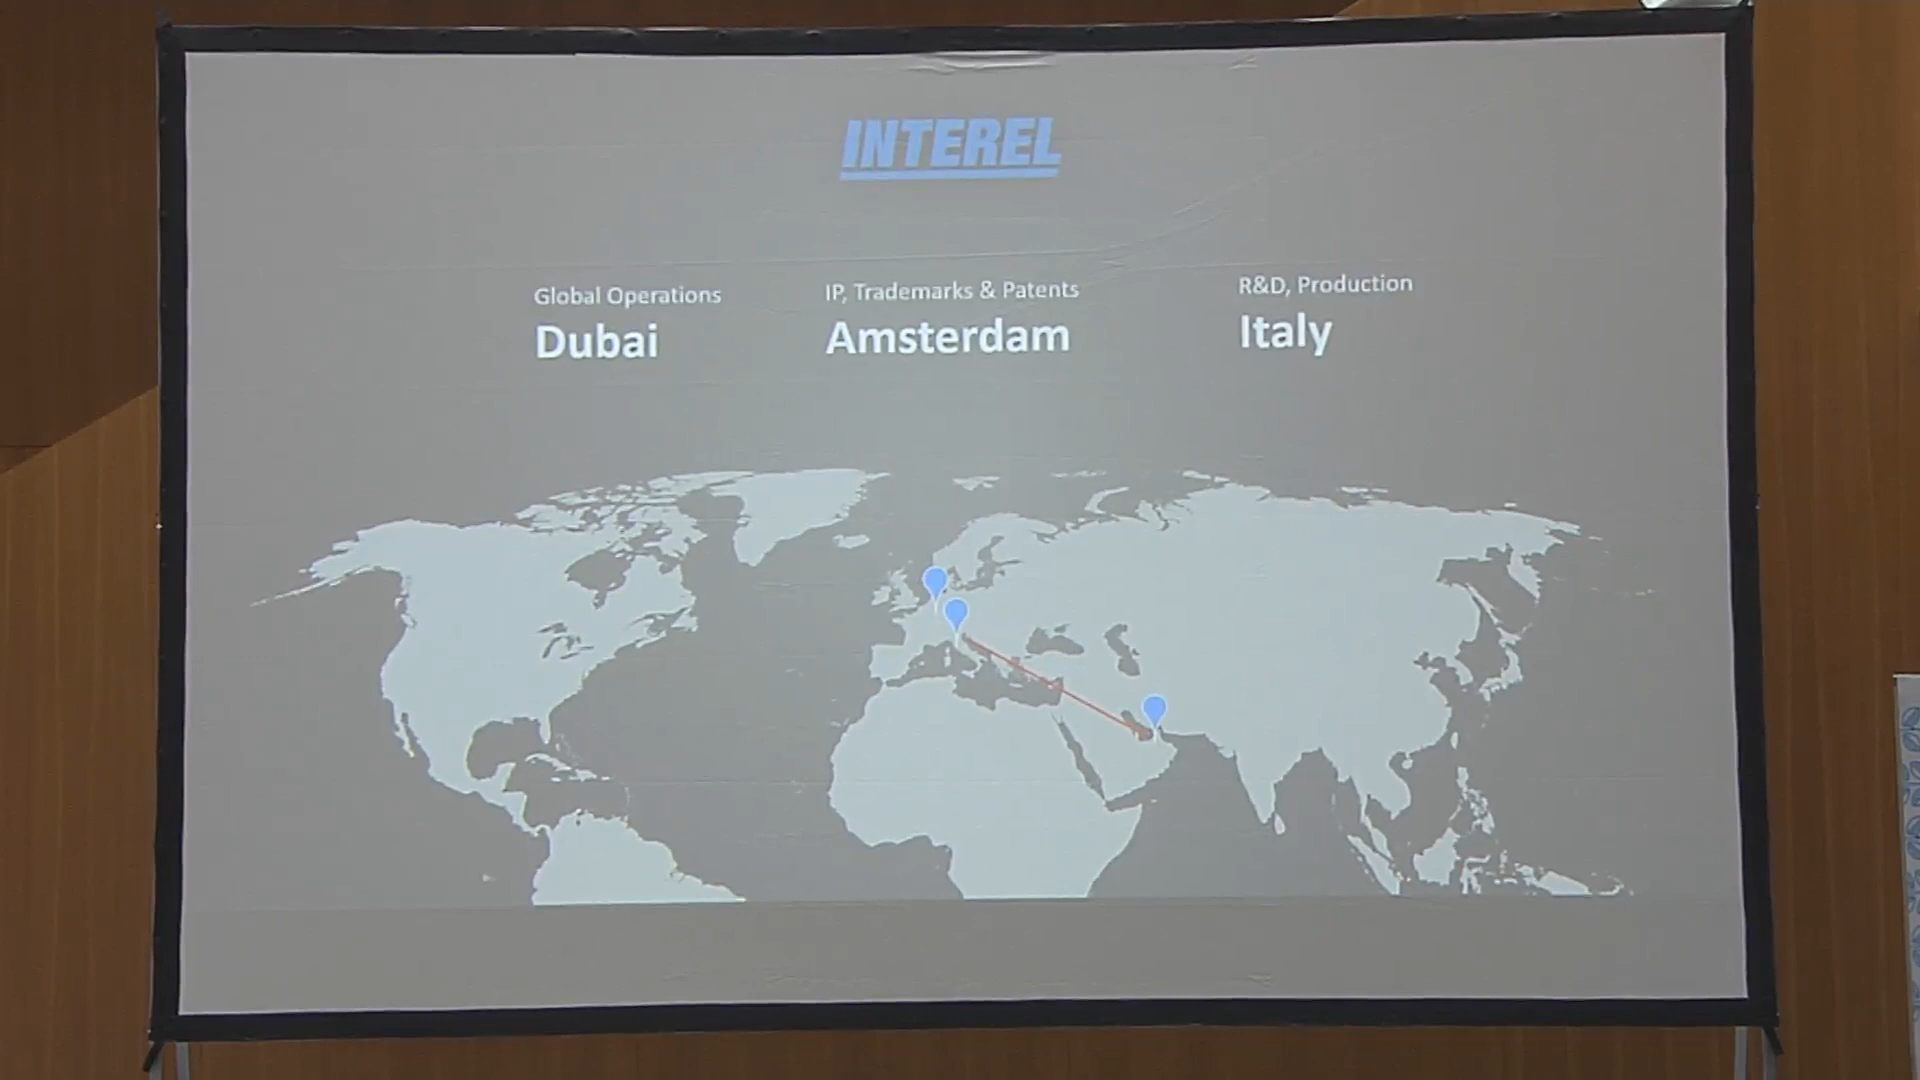 INTEREL
Global Operations
Dubai
IP, Trademarks & Patents
Amsterdam
R&D, Production
Italy